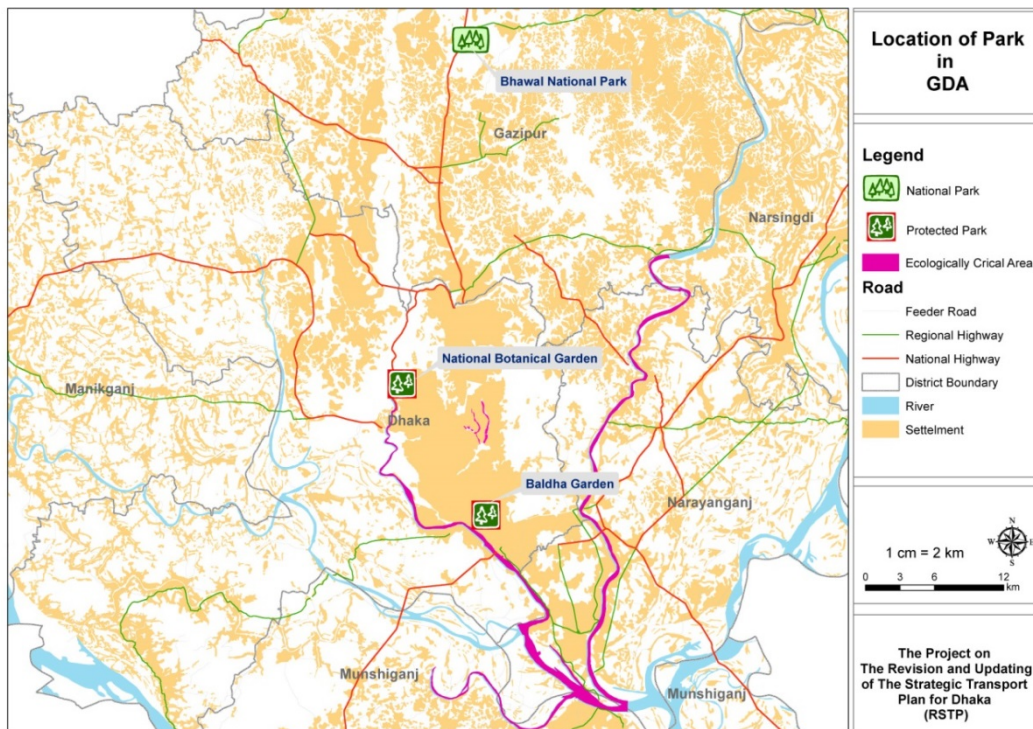 Bhawal National Park
Gazipur
Narsingdi
National Botanical Garden
Manikganj
Dhaka
Baldha Garden
Narayanganj
Munshiganj
Munshiganj
Location of Park
in
GDA
Legend
National Park
Protected Park
Ecologically Crical Area
Road
Feeder Road
Regional Highway
National Highway
District Boundary
River
Settelment
N
W E
S
1 cm = 2 km
0 3 6 12
km
The Project on
The Revision and Updating
of The Strategic Transport
Plan for Dhaka
(RSTP)